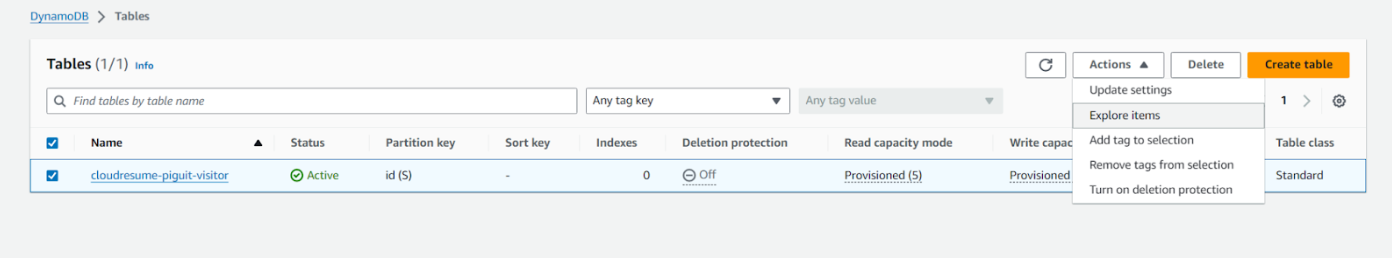 DynamoDB > Tables
Tables (1/1) Info
Actions ▲ Delete Create table
Find tables by table name
Any tag key ▼ Any tag value ▼
1 >
Update settings
Explore items
Add tag to selection
Remove tags from selection
Turn on deletion protection
Name ▲ Status Partition key Sort key Indexes Deletion protection Read capacity mode Write capac Table class
cloudresume-piguit-visitor Active id (S) - 0 Off Provisioned (5) Provisioned Standard